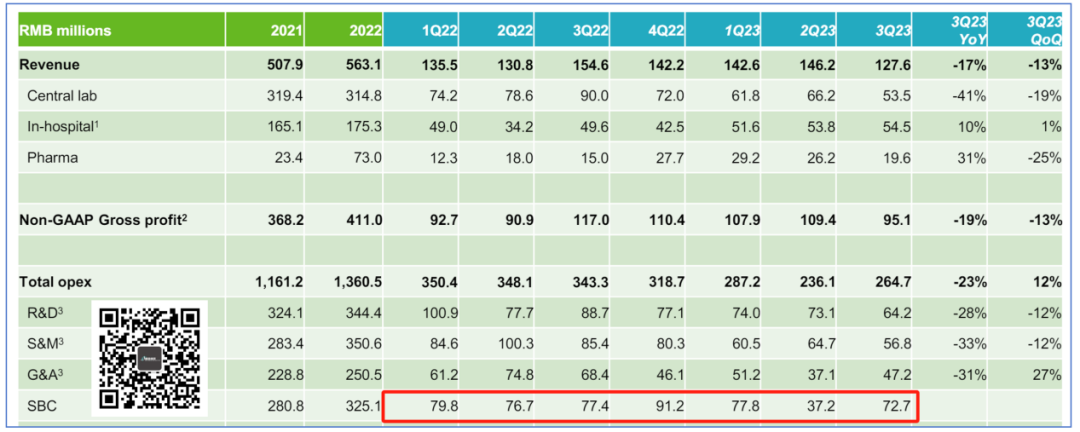 RMB millions 2021 2022 1Q22 2Q22 3Q22 4Q22 1Q23 2Q23 3Q23 3Q23 YoY 3Q23 QoQ
Revenue 507.9 563.1 135.5 130.8 154.6 142.2 142.6 146.2 127.6 -17% -13%
Central lab 319.4 314.8 74.2 78.6 90.0 72.0 61.8 66.2 53.5 -41% -19%
In-hospital¹ 165.1 175.3 49.0 34.2 49.6 42.5 51.6 53.8 54.5 10% 1%
Pharma 23.4 73.0 12.3 18.0 15.0 27.7 29.2 26.2 19.6 31% -25%
Non-GAAP Gross profit² 368.2 411.0 92.7 90.9 117.0 110.4 107.9 109.4 95.1 -19% -13%
Total opex 1,161.2 1,360.5 350.4 348.1 343.3 318.7 287.2 236.1 264.7 -23% 12%
R&D³ 324.1 344.4 100.9 77.7 88.7 77.1 74.0 73.1 64.2 -28% -12%
S&M³ 283.4 350.6 84.6 100.3 85.4 80.3 60.5 64.7 56.8 -33% -12%
G&A³ 228.8 250.5 61.2 74.8 68.4 46.1 51.2 37.1 47.2 -31% 27%
SBC 280.8 325.1 79.8 76.7 77.4 91.2 77.8 37.2 72.7